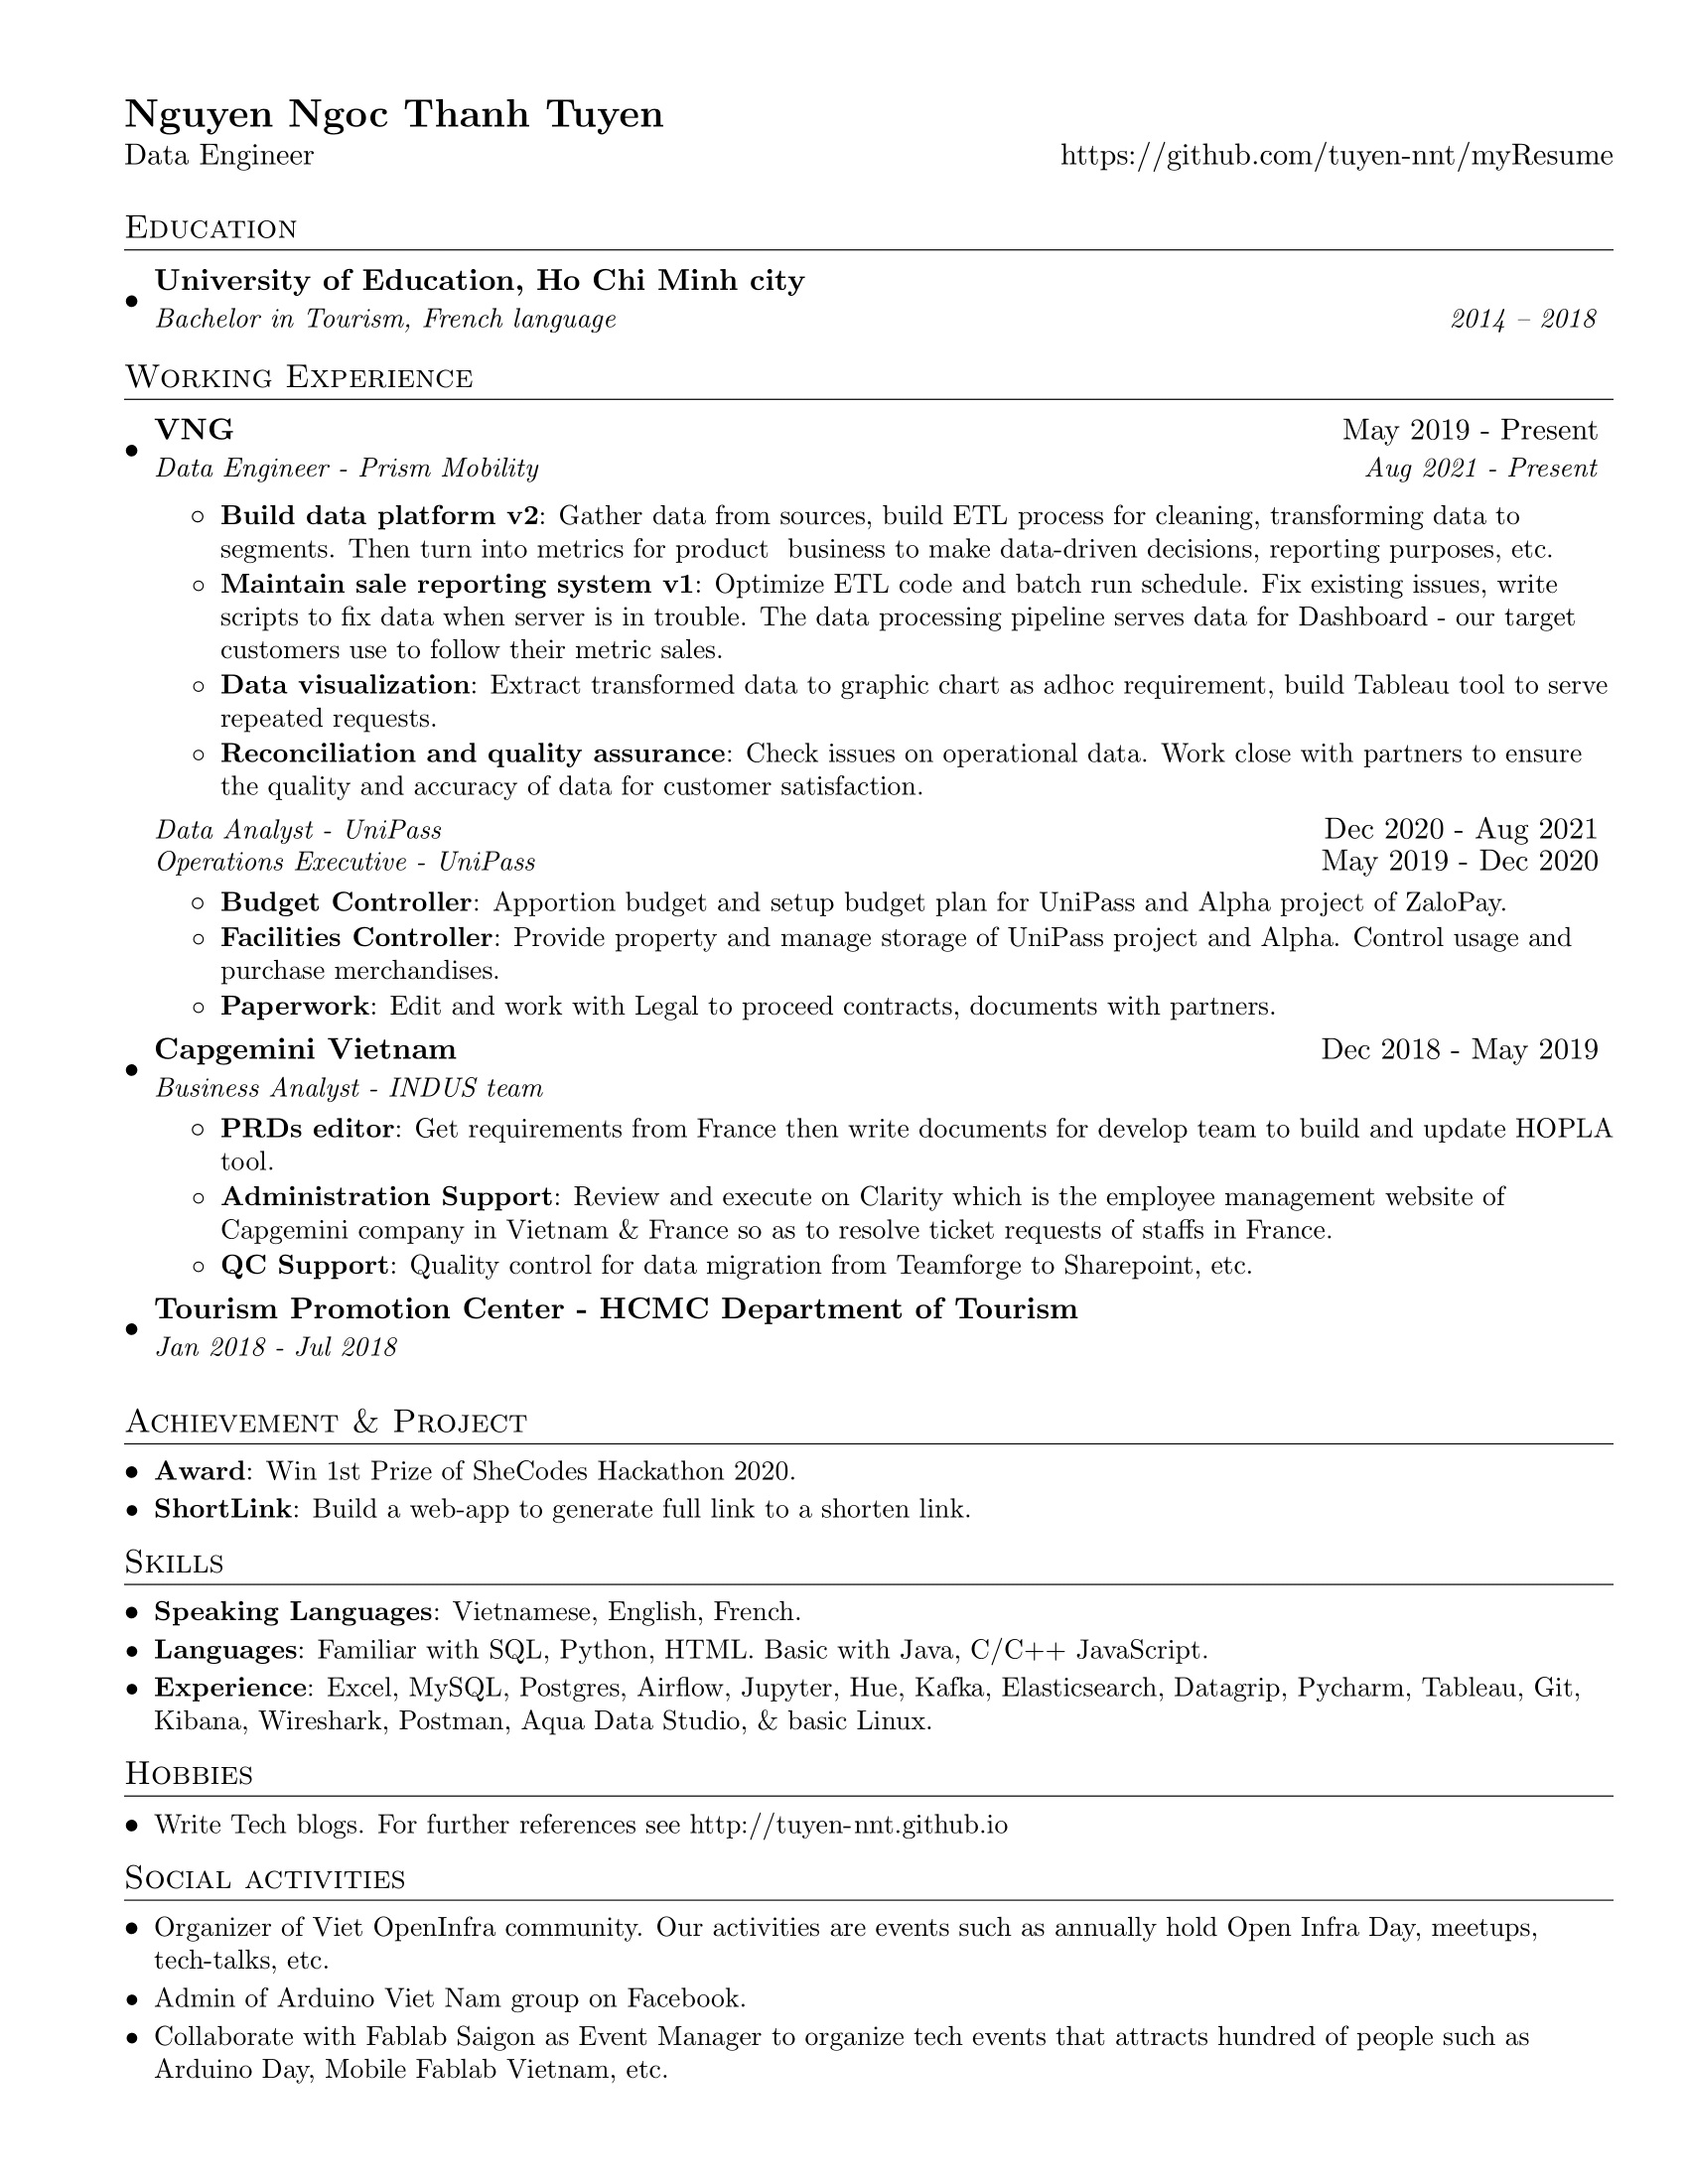 Nguyen Ngoc Thanh Tuyen
Data Engineer https://github.com/tuyen-nnt/myResume
Education
• University of Education, Ho Chi Minh city
Bachelor in Tourism, French language 2014 – 2018
Working Experience
• VNG May 2019 - Present
Data Engineer - Prism Mobility Aug 2021 - Present
◦ Build data platform v2: Gather data from sources, build ETL process for cleaning, transforming data to
segments. Then turn into metrics for product  business to make data-driven decisions, reporting purposes, etc.
◦ Maintain sale reporting system v1: Optimize ETL code and batch run schedule. Fix existing issues, write
scripts to fix data when server is in trouble. The data processing pipeline serves data for Dashboard - our target
customers use to follow their metric sales.
◦ Data visualization: Extract transformed data to graphic chart as adhoc requirement, build Tableau tool to serve
repeated requests.
◦ Reconciliation and quality assurance: Check issues on operational data. Work close with partners to ensure
the quality and accuracy of data for customer satisfaction.
Data Analyst - UniPass Dec 2020 - Aug 2021
Operations Executive - UniPass May 2019 - Dec 2020
◦ Budget Controller: Apportion budget and setup budget plan for UniPass and Alpha project of ZaloPay.
◦ Facilities Controller: Provide property and manage storage of UniPass project and Alpha. Control usage and
purchase merchandises.
◦ Paperwork: Edit and work with Legal to proceed contracts, documents with partners.
• Capgemini Vietnam Dec 2018 - May 2019
Business Analyst - INDUS team
◦ PRDs editor: Get requirements from France then write documents for develop team to build and update HOPLA
tool.
◦ Administration Support: Review and execute on Clarity which is the employee management website of
Capgemini company in Vietnam & France so as to resolve ticket requests of staffs in France.
◦ QC Support: Quality control for data migration from Teamforge to Sharepoint, etc.
• Tourism Promotion Center - HCMC Department of Tourism
Jan 2018 - Jul 2018
Achievement & Project
• Award: Win 1st Prize of SheCodes Hackathon 2020.
• ShortLink: Build a web-app to generate full link to a shorten link.
Skills
• Speaking Languages: Vietnamese, English, French.
• Languages: Familiar with SQL, Python, HTML. Basic with Java, C/C++ JavaScript.
• Experience: Excel, MySQL, Postgres, Airflow, Jupyter, Hue, Kafka, Elasticsearch, Datagrip, Pycharm, Tableau, Git,
Kibana, Wireshark, Postman, Aqua Data Studio, & basic Linux.
Hobbies
• Write Tech blogs. For further references see http://tuyen-nnt.github.io
Social activities
• Organizer of Viet OpenInfra community. Our activities are events such as annually hold Open Infra Day, meetups,
tech-talks, etc.
• Admin of Arduino Viet Nam group on Facebook.
• Collaborate with Fablab Saigon as Event Manager to organize tech events that attracts hundred of people such as
Arduino Day, Mobile Fablab Vietnam, etc.